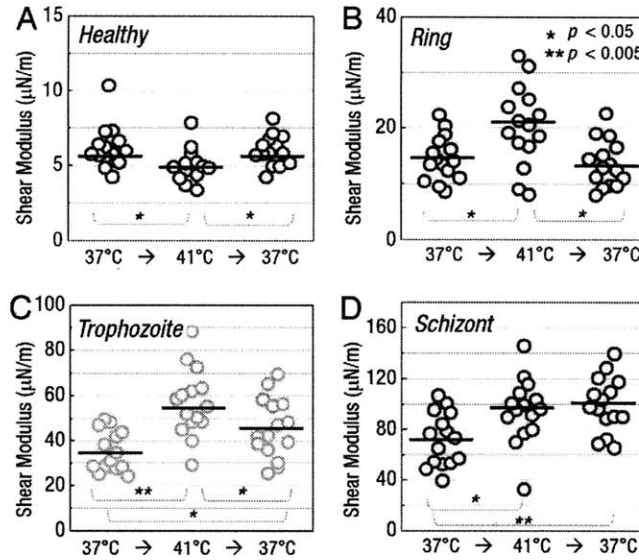 A
Healthy
Shear Modulus (μN/m)
15
10
5
0
*
*
37°C → 41°C → 37°C
B
Ring
* p < 0.05
** p < 0.005
Shear Modulus (μN/m)
40
20
0
*
*
37°C → 41°C → 37°C
C
Trophozoite
Shear Modulus (μN/m)
100
80
60
40
20
0
**
*
*
37°C → 41°C → 37°C
D
Schizont
Shear Modulus (μN/m)
160
120
80
40
0
*
**
37°C → 41°C → 37°C